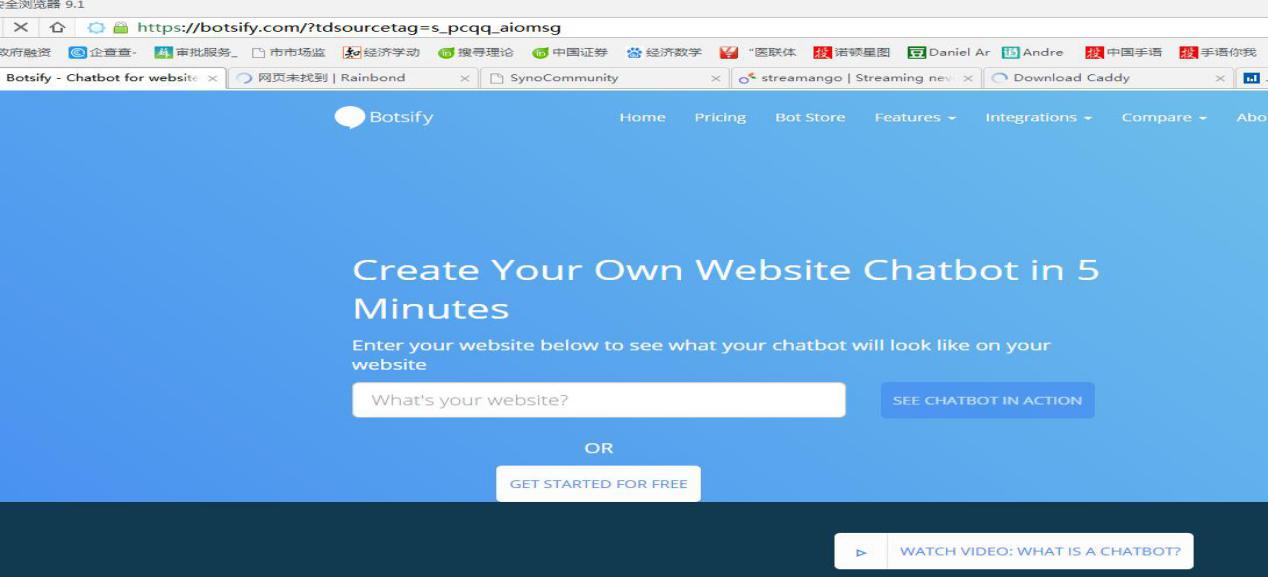 安全浏览器 9.1
https://botsify.com/?tdsourcetag=s_pcqq_aiomsg
政府融资 企查查- 审批服务_ 市市场监 经济学动 搜寻理论 中国证券 经济数学 “医联体 诺顿星图 Daniel Ar Andre 中国手语 手语你我
Botsify - Chatbot for website 网页未找到 | Rainbond SynoCommunity streamango | Streaming nev Download Caddy
Botsify Home Pricing Bot Store Features Integrations Compare Abo
Create Your Own Website Chatbot in 5
Minutes
Enter your website below to see what your chatbot will look like on your
website
What's your website? SEE CHATBOT IN ACTION
OR
GET STARTED FOR FREE
WATCH VIDEO: WHAT IS A CHATBOT?